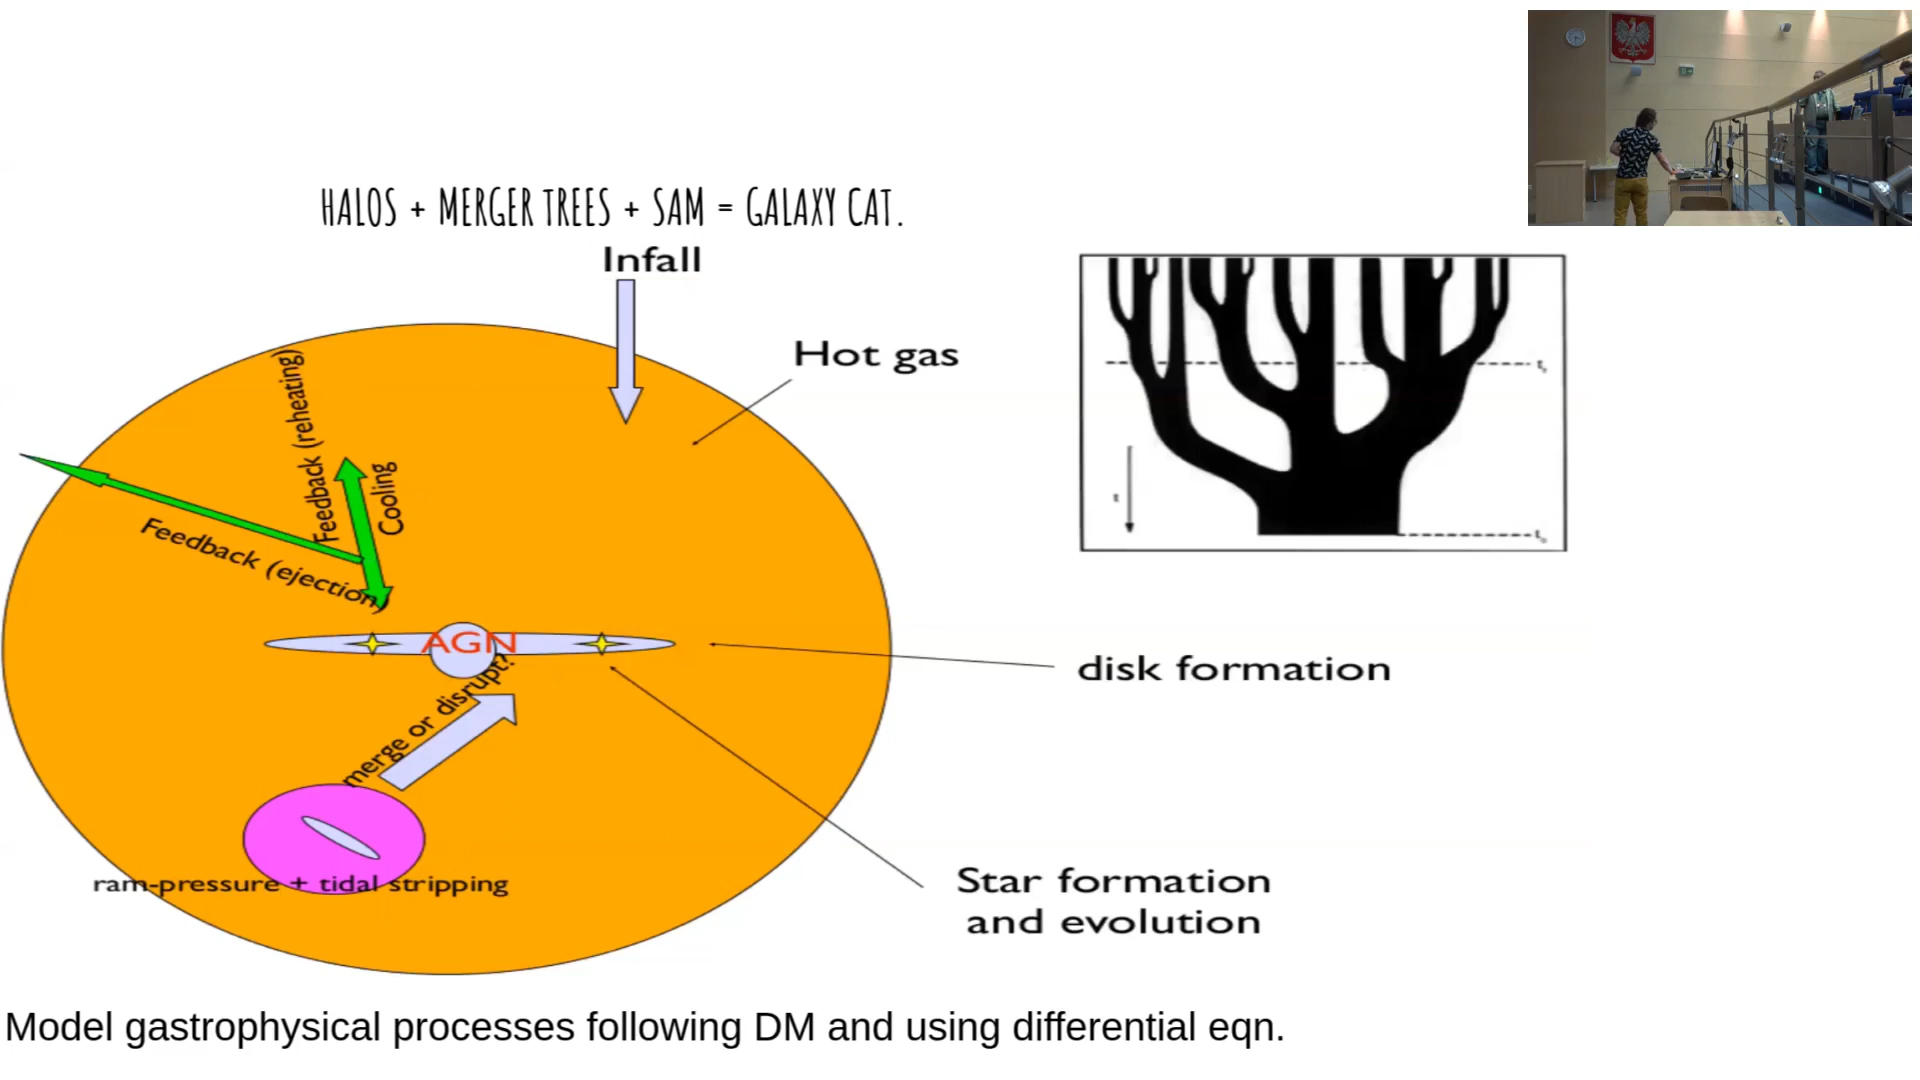 HALOS + MERGER TREES + SAM = GALAXY CAT.
Infall
Hot gas
Feedback (reheating)
Cooling
Feedback (ejection)
AGN
merge or disrupt?
ram-pressure + tidal stripping
disk formation
Star formation
and evolution
t
t₀
Model gastrophysical processes following DM and using differential eqn.